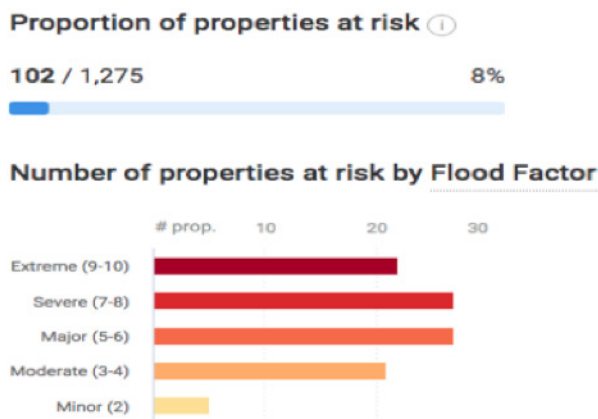 Proportion of properties at risk
102 / 1,275 8%
Number of properties at risk by Flood Factor
# prop. 10 20 30
Extreme (9-10)
Severe (7-8)
Major (5-6)
Moderate (3-4)
Minor (2)